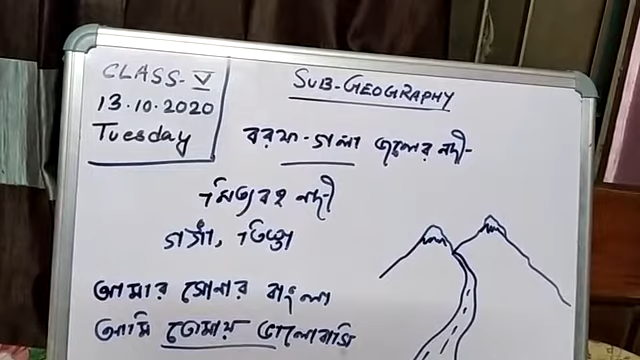 CLASS - V
13.10.2020
Tuesday
SUB-GEOGRAPHY
বরফ-গলা জলের নদী-
নিত্যবহ নদী
গঙ্গা, তিস্তা
আমার সোনার বাংলা
আমি তোমায় ভালোবাসি